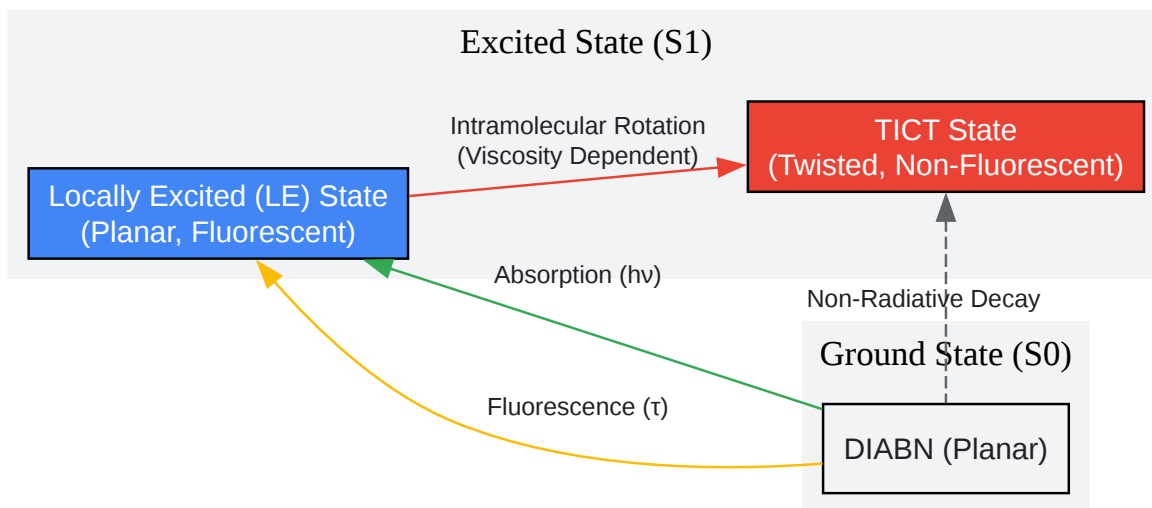 Excited State (S1)
Intramolecular Rotation
(Viscosity Dependent)
TICT State
(Twisted, Non-Fluorescent)
Locally Excited (LE) State
(Planar, Fluorescent)
Absorption (hν)
Non-Radiative Decay
Ground State (S0)
Fluorescence (τ)
DIABN (Planar)